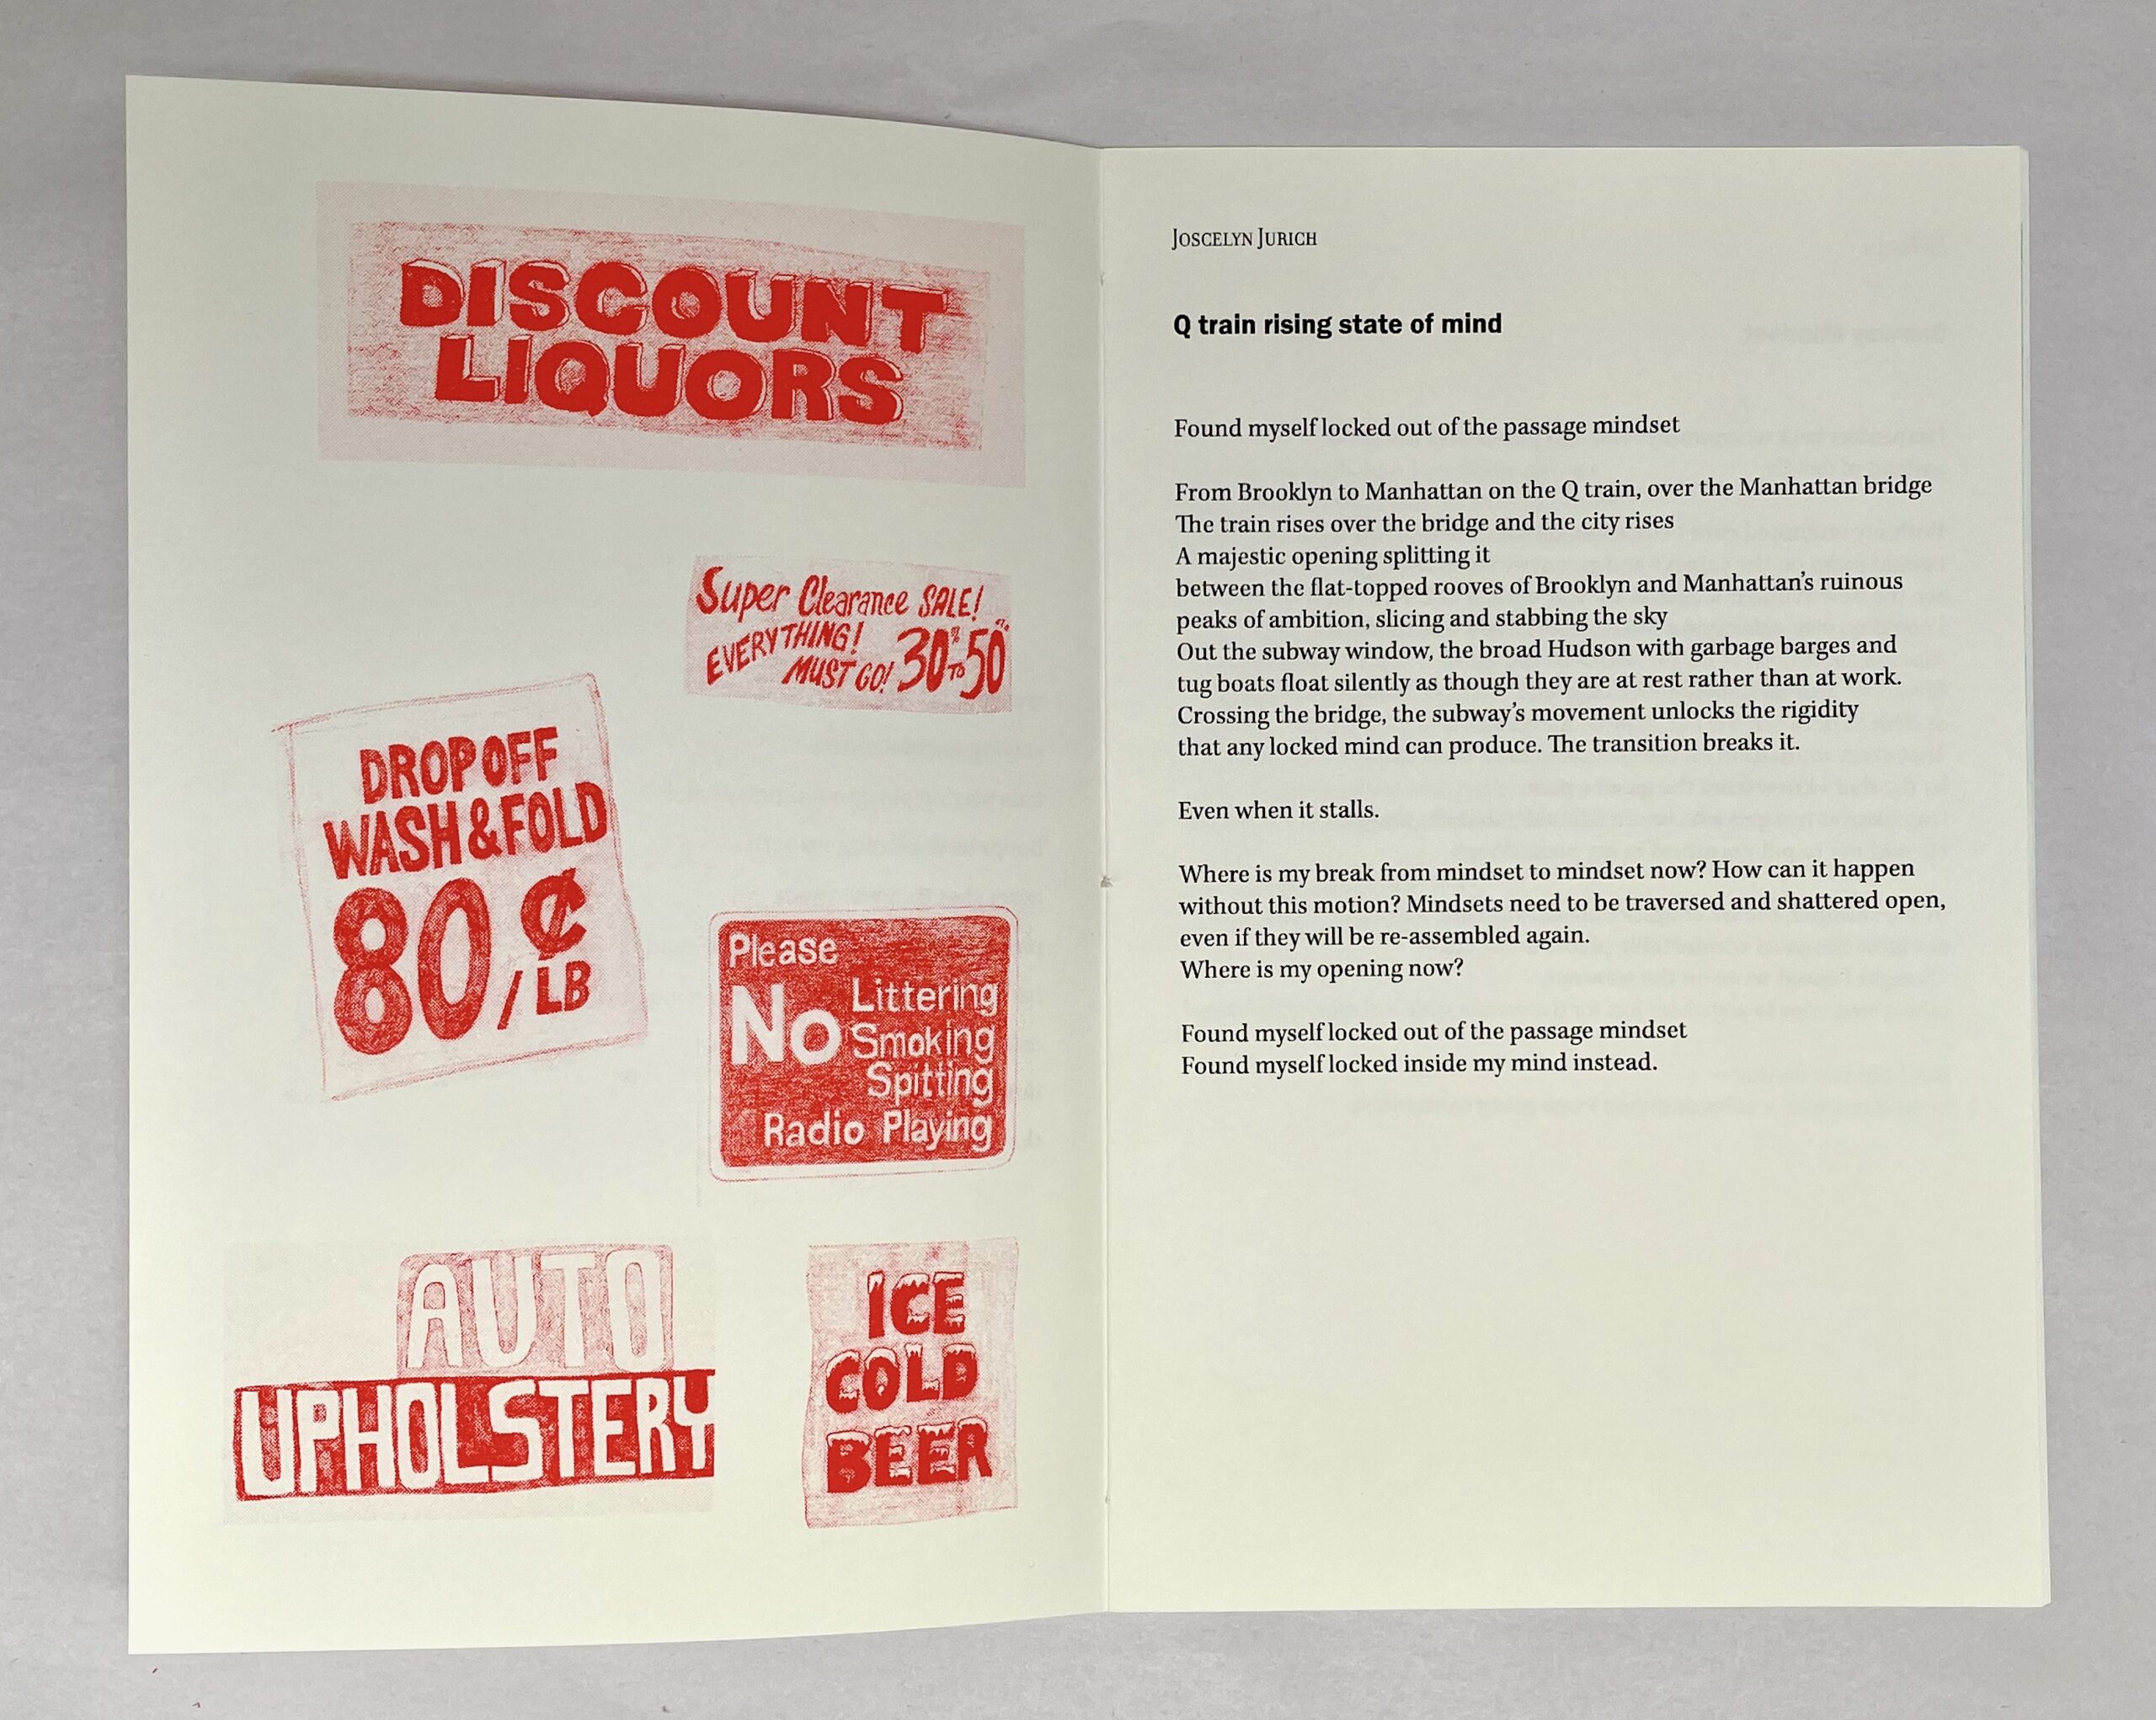 DISCOUNT
LIQUORS
Super Clearance SALE!
EVERYTHING!
MUST GO! 30% TO 50%
DROP OFF
WASH & FOLD
80¢/LB
Please
No Littering
Smoking
Spitting
Radio Playing
AUTO
UPHOLSTERY
ICE
COLD
BEER
JOSCELYN JURICH
Q train rising state of mind
Found myself locked out of the passage mindset
From Brooklyn to Manhattan on the Q train, over the Manhattan bridge
The train rises over the bridge and the city rises
A majestic opening splitting it
between the flat-topped rooves of Brooklyn and Manhattan's ruinous
peaks of ambition, slicing and stabbing the sky
Out the subway window, the broad Hudson with garbage barges and
tug boats float silently as though they are at rest rather than at work.
Crossing the bridge, the subway's movement unlocks the rigidity
that any locked mind can produce. The transition breaks it.
Even when it stalls.
Where is my break from mindset to mindset now? How can it happen
without this motion? Mindsets need to be traversed and shattered open,
even if they will be re-assembled again.
Where is my opening now?
Found myself locked out of the passage mindset
Found myself locked inside my mind instead.